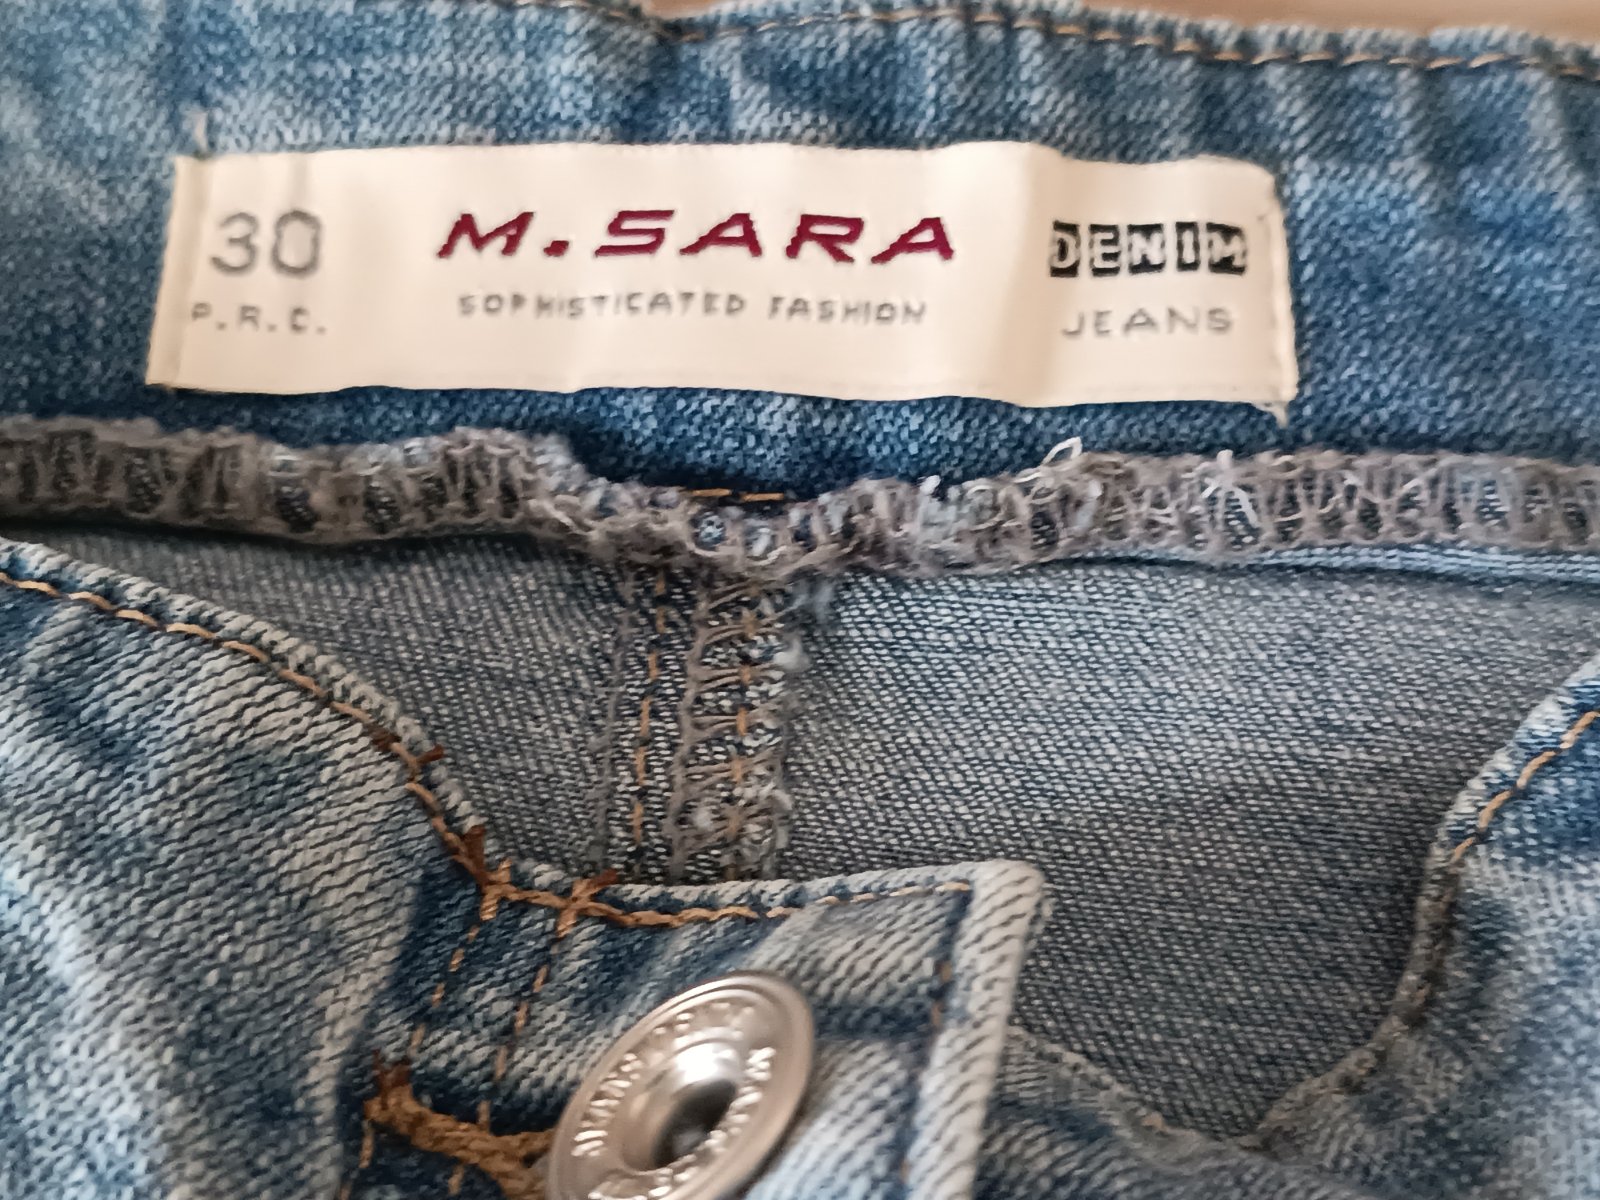 30
P.R.C.
M.SARA
SOPHISTICATED FASHION
DENIM
JEANS